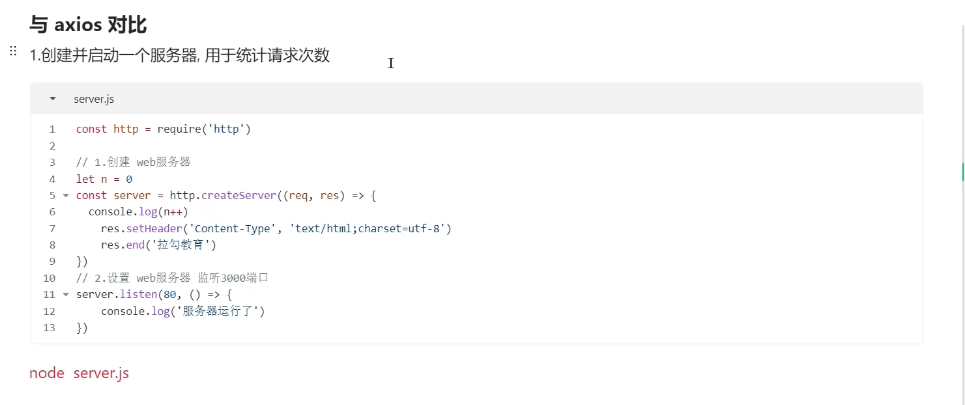 与 axios 对比
1.创建并启动一个服务器, 用于统计请求次数
server.js
1 const http = require('http')
2
3 // 1.创建 web服务器
4 let n = 0
5 const server = http.createServer((req, res) => {
6 console.log(n++)
7 res.setHeader('Content-Type', 'text/html;charset=utf-8')
8 res.end('拉勾教育')
9 })
10 // 2.设置 web服务器 监听3000端口
11 server.listen(80, () => {
12 console.log('服务器运行了')
13 })
node server.js